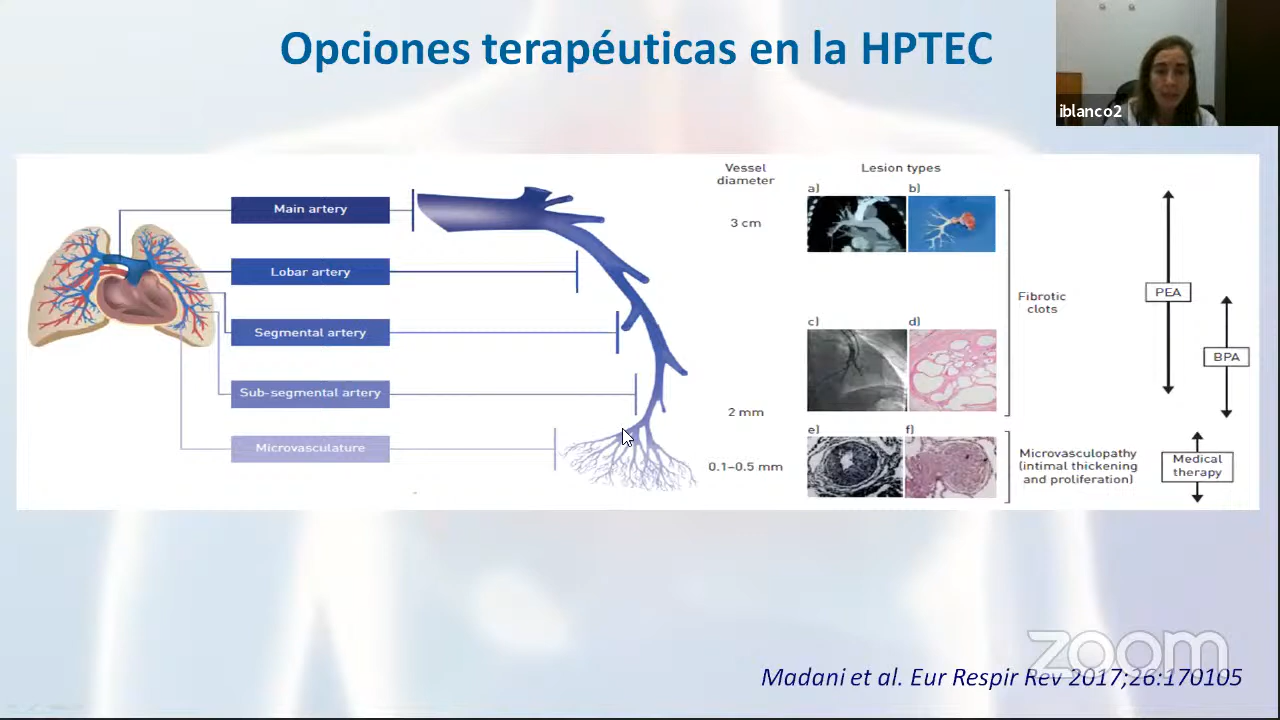 Opciones terapéuticas en la HPTEC
iblanco2
Main artery
Lobar artery
Segmental artery
Sub-segmental artery
Microvasculature
Vessel
diameter
3 cm
2 mm
0.1–0.5 mm
Lesion types
a)
b)
c)
d)
e)
f)
Fibrotic
clots
Microvasculopathy
(intimal thickening
and proliferation)
PEA
BPA
Medical
therapy
zoom
Madani et al. Eur Respir Rev 2017;26:170105